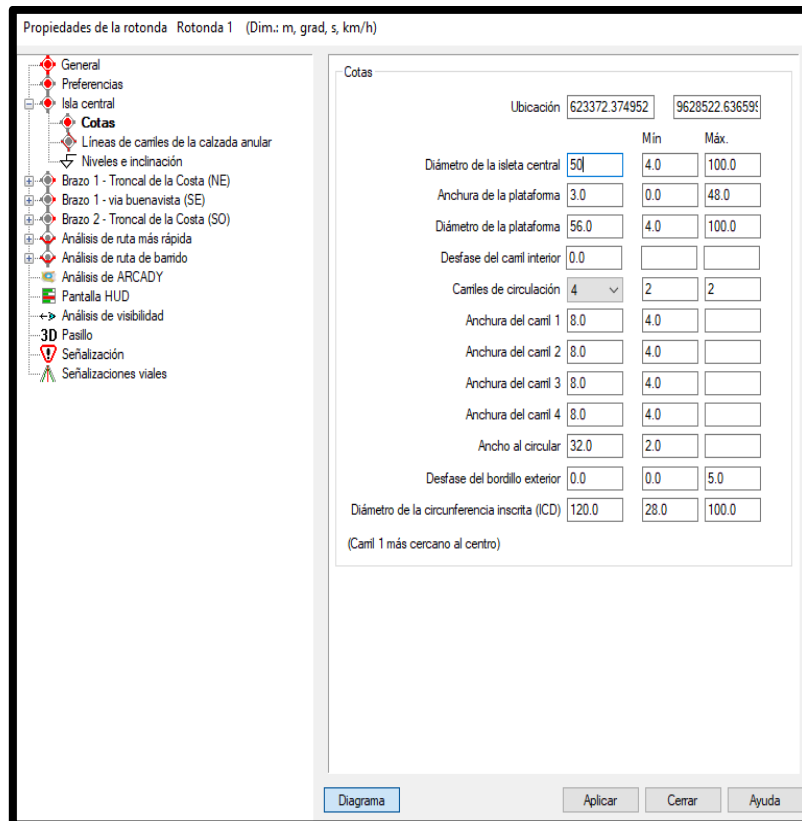 Propiedades de la rotonda Rotonda 1 (Dim.: m, grad, s, km/h)
General
Preferencias
Isla central
Cotas
Líneas de carriles de la calzada anular
Niveles e inclinación
Brazo 1 - Troncal de la Costa (NE)
Brazo 1 - via buenavista (SE)
Brazo 2 - Troncal de la Costa (SO)
Análisis de ruta más rápida
Análisis de ruta de barrido
Análisis de ARCADY
Pantalla HUD
Análisis de visibilidad
3D Pasillo
Señalización
Señalizaciones viales
Cotas
Ubicación 623372.374952 9628522.636599
Mín Máx.
Diámetro de la isleta central 50 4.0 100.0
Anchura de la plataforma 3.0 0.0 48.0
Diámetro de la plataforma 56.0 4.0 100.0
Desfase del carril interior 0.0
Carriles de circulación 4 2 2
Anchura del carril 1 8.0 4.0
Anchura del carril 2 8.0 4.0
Anchura del carril 3 8.0 4.0
Anchura del carril 4 8.0 4.0
Ancho al circular 32.0 2.0
Desfase del bordillo exterior 0.0 0.0 5.0
Diámetro de la circunferencia inscrita (ICD) 120.0 28.0 100.0
(Carril 1 más cercano al centro)
Diagrama Aplicar Cerrar Ayuda